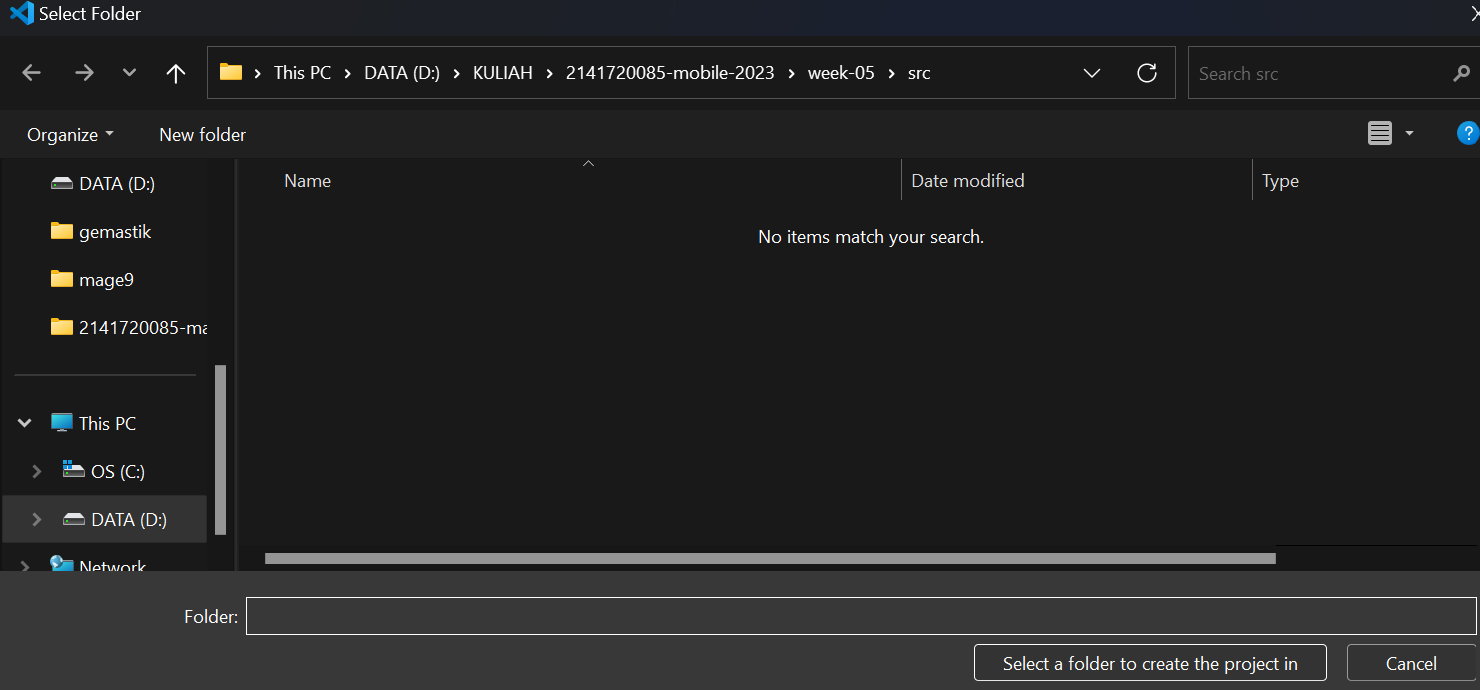 Select Folder
This PC > DATA (D:) > KULIAH > 2141720085-mobile-2023 > week-05 > src
Search src
Organize
New folder
Name
Date modified
Type
No items match your search.
DATA (D:)
gemastik
mage9
2141720085-ma
This PC
OS (C:)
DATA (D:)
Network
Folder:
Select a folder to create the project in
Cancel